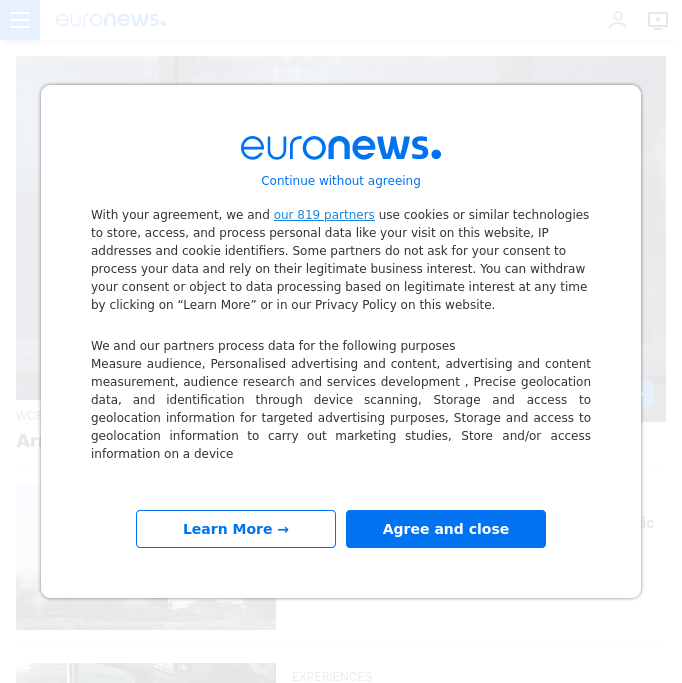 euronews.
euronews.
Continue without agreeing
With your agreement, we and our 819 partners use cookies or similar technologies
to store, access, and process personal data like your visit on this website, IP
addresses and cookie identifiers. Some partners do not ask for your consent to
process your data and rely on their legitimate business interest. You can withdraw
your consent or object to data processing based on legitimate interest at any time
by clicking on “Learn More” or in our Privacy Policy on this website.
We and our partners process data for the following purposes
Measure audience, Personalised advertising and content, advertising and content
measurement, audience research and services development , Precise geolocation
data, and identification through device scanning, Storage and access to
geolocation information for targeted advertising purposes, Storage and access to
geolocation information to carry out marketing studies, Store and/or access
information on a device
Learn More →
Agree and close
EXPERIENCES